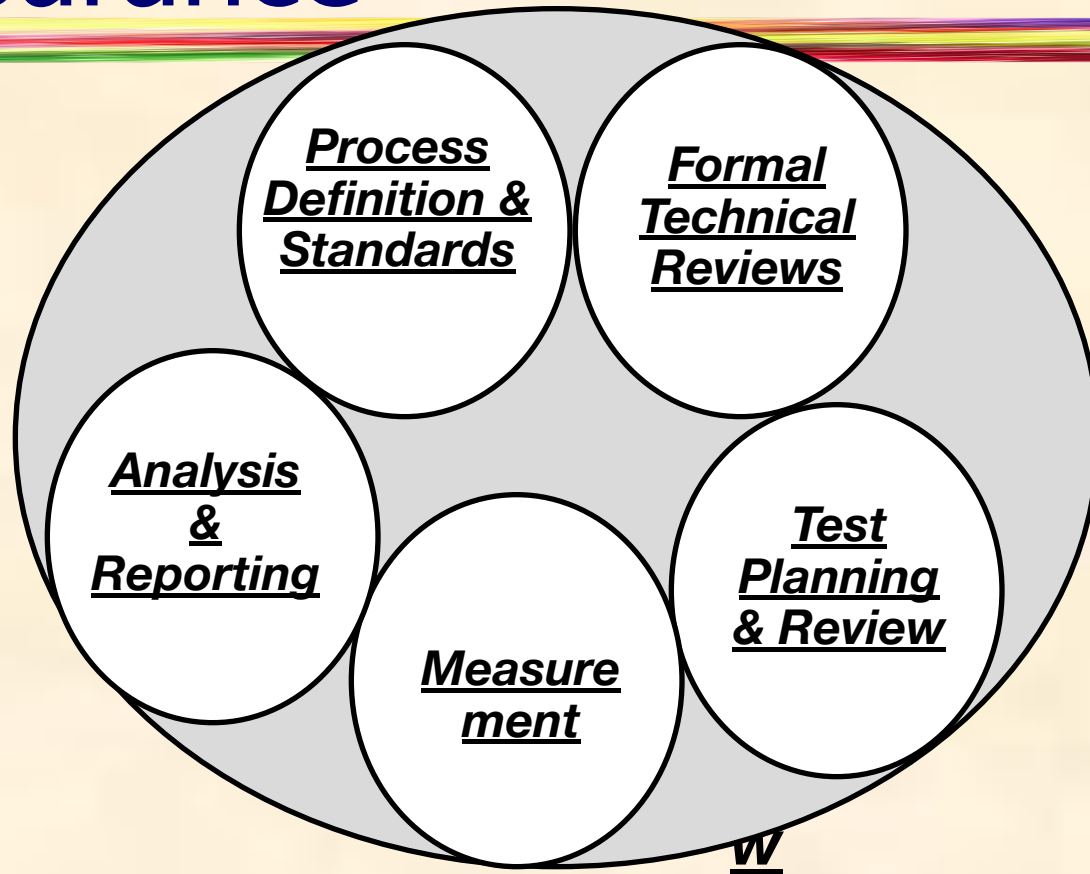 Process
Definition &
Standards
Formal
Technical
Reviews
Analysis
&
Reporting
Test
Planning
& Review
Measure
ment
w